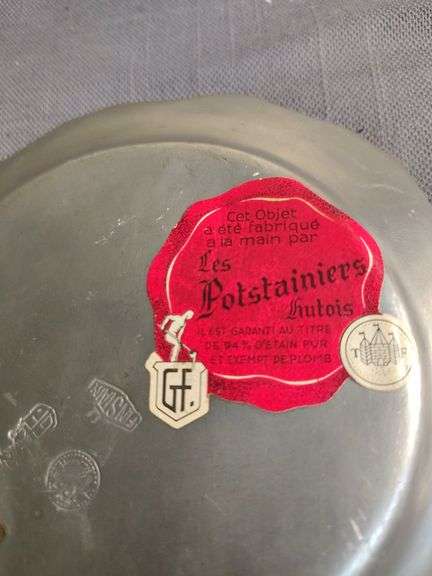 Cet Objet
a été fabriqué
a la main par
Les
Potstainiers
hutois
IL EST GARANTI AU TITRE
DE 94% D'ETAIN PUR
ET EXEMPT DE PLOMB
T R
GF.